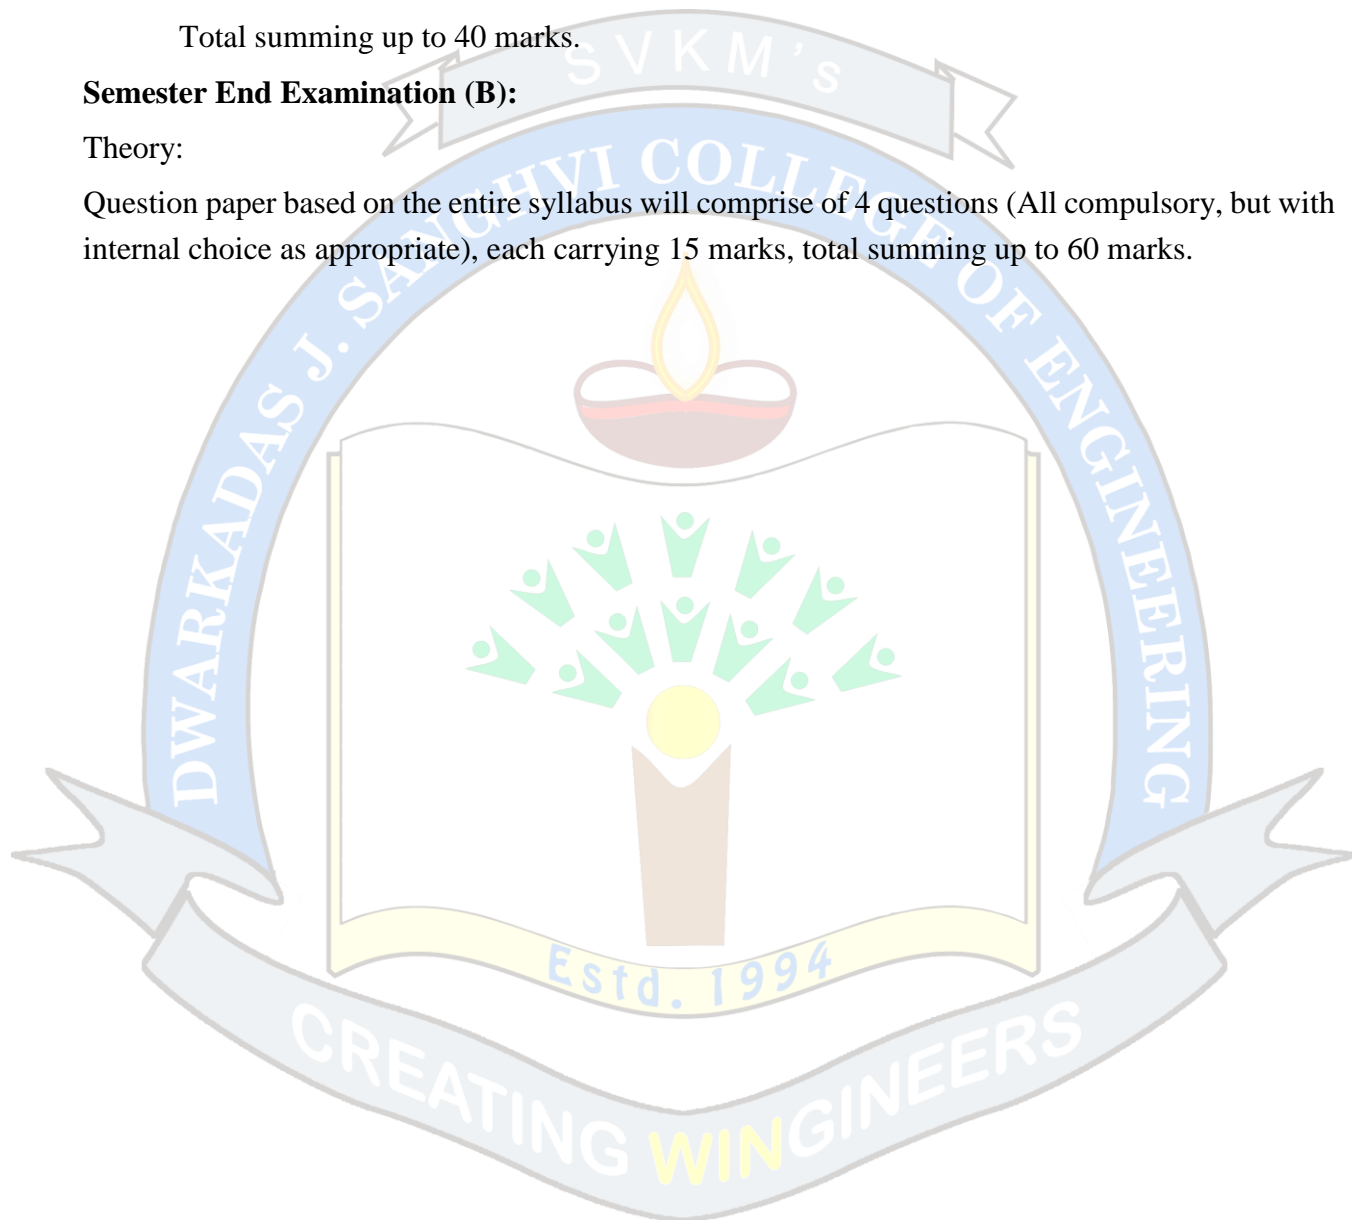 Total summing up to 40 marks.
Semester End Examination (B):
Theory:
Question paper based on the entire syllabus will comprise of 4 questions (All compulsory, but with
internal choice as appropriate), each carrying 15 marks, total summing up to 60 marks.
SVKM's
DWARKADAS J. SANGHVI COLLEGE OF ENGINEERING
Estd. 1994
CREATING WINGINEERS